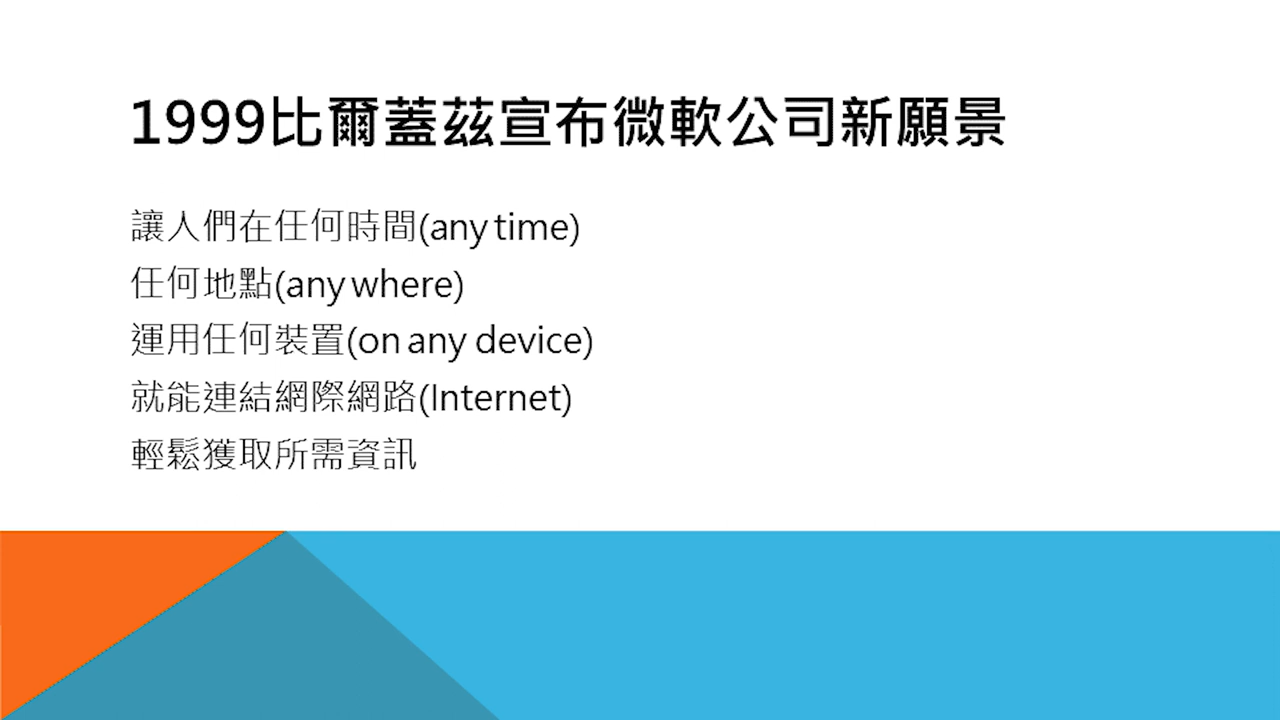 1999比爾蓋茲宣布微軟公司新願景
讓人們在任何時間(any time)
任何地點(any where)
運用任何裝置(on any device)
就能連結網際網路(Internet)
輕鬆獲取所需資訊